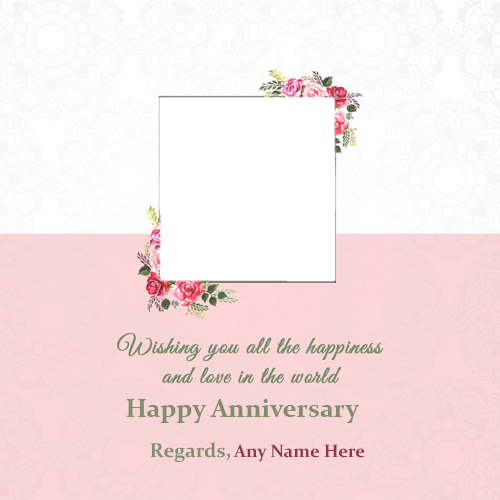 Wishing you all the happiness
and love in the world
Happy Anniversary
Regards, Any Name Here